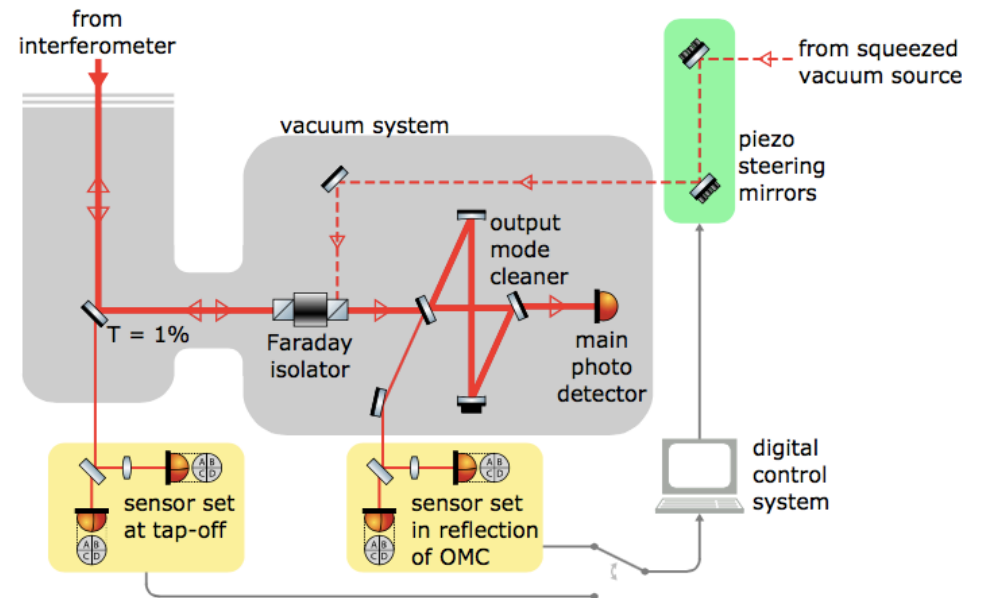 from
interferometer
from squeezed
vacuum source
vacuum system
piezo
steering
mirrors
output
mode
cleaner
T = 1%
Faraday
isolator
main
photo
detector
digital
control
system
A B
C D
sensor set
at tap-off
A B
C D
A B
C D
sensor set
in reflection
of OMC
A B
C D